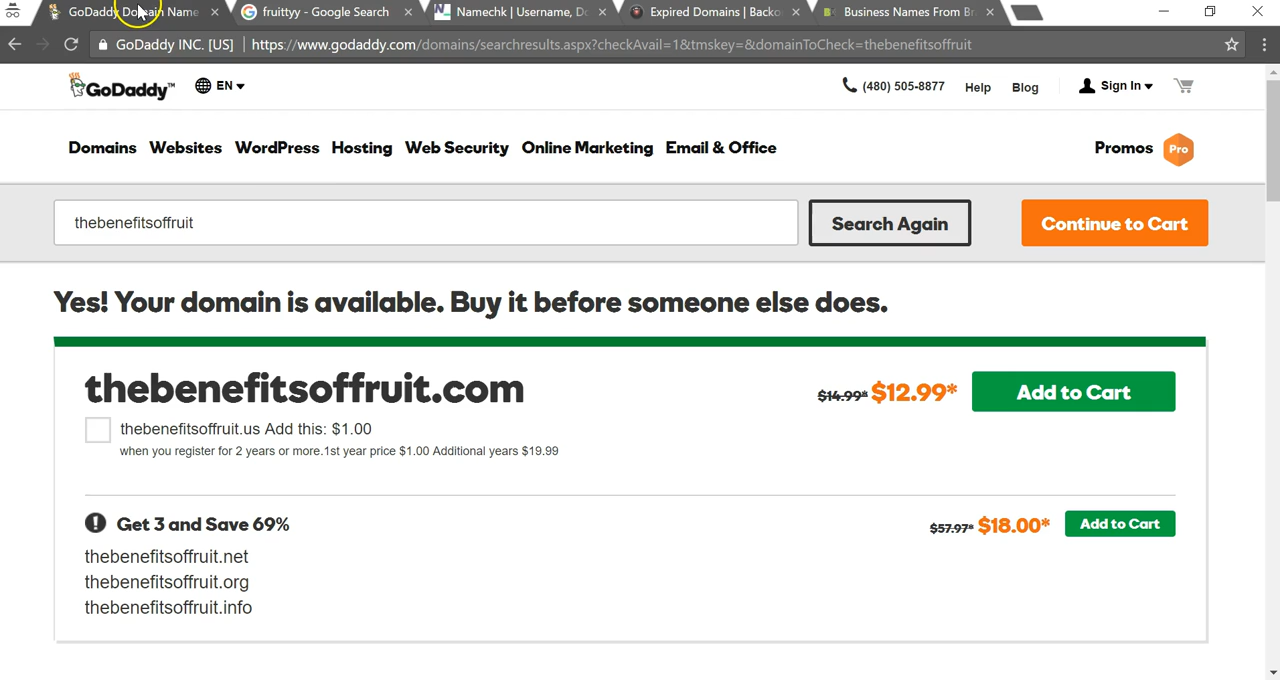 GoDaddy Domain Name
fruittyy - Google Search
Namechk | Username, Do
Expired Domains | Backo
Business Names From Br
GoDaddy INC. [US] https://www.godaddy.com/domains/searchresults.aspx?checkAvail=1&tmskey=&domainToCheck=thebenefitsoffruit
GoDaddy™ EN (480) 505-8877 Help Blog Sign In
Domains Websites WordPress Hosting Web Security Online Marketing Email & Office Promos Pro
thebenefitsoffruit Search Again Continue to Cart
Yes! Your domain is available. Buy it before someone else does.
thebenefitsoffruit.com $14.99* $12.99* Add to Cart
thebenefitsoffruit.us Add this: $1.00
when you register for 2 years or more.1st year price $1.00 Additional years $19.99
Get 3 and Save 69% $57.97* $18.00* Add to Cart
thebenefitsoffruit.net
thebenefitsoffruit.org
thebenefitsoffruit.info